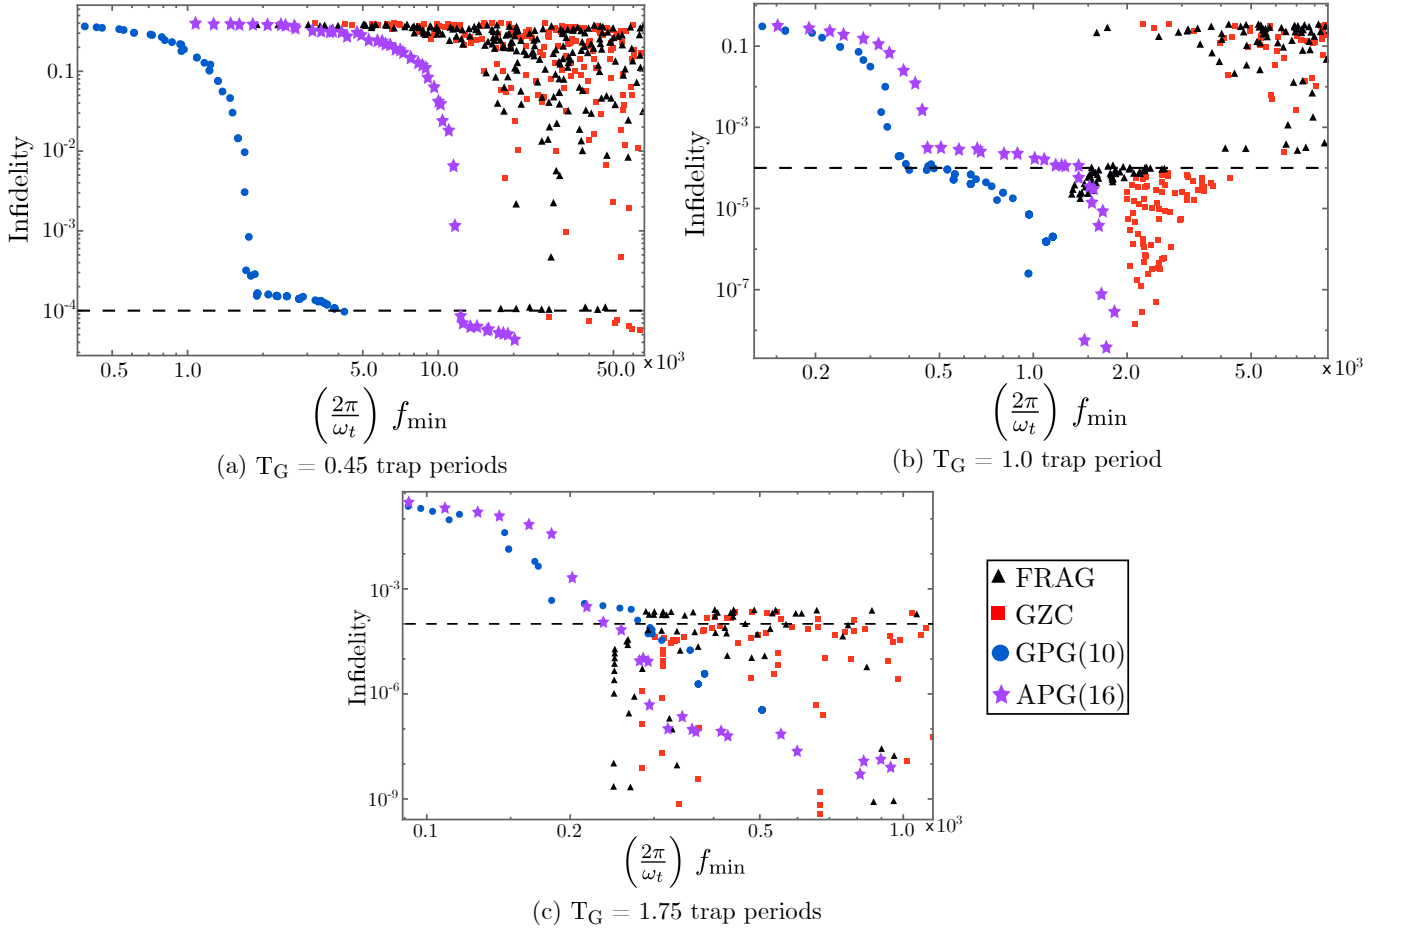 Infidelity
0.1
10⁻²
10⁻³
10⁻⁴
0.5 1.0 5.0 10.0 50.0 ×10³
(2π/ωₜ) f_min
(a) T_G = 0.45 trap periods
Infidelity
0.1
10⁻³
10⁻⁵
10⁻⁷
0.2 0.5 1.0 2.0 5.0 ×10³
(2π/ωₜ) f_min
(b) T_G = 1.0 trap period
Infidelity
10⁻³
10⁻⁶
10⁻⁹
0.1 0.2 0.5 1.0 ×10³
(2π/ωₜ) f_min
(c) T_G = 1.75 trap periods
FRAG
GZC
GPG(10)
APG(16)